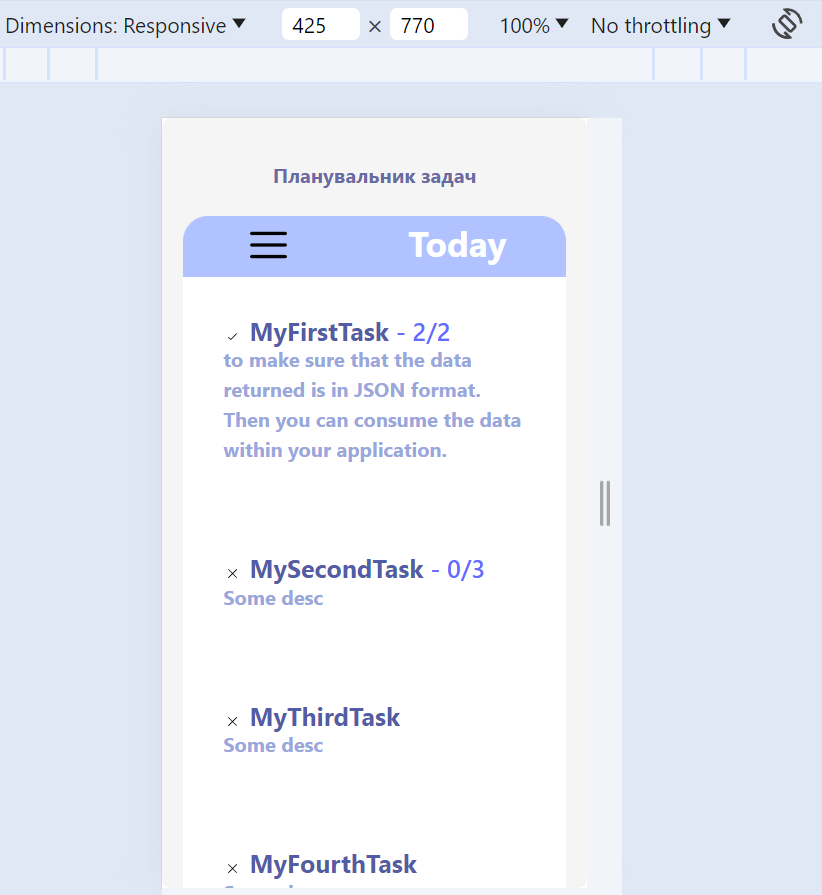 Dimensions: Responsive 425 × 770 100% No throttling
Планувальник задач
Today
MyFirstTask - 2/2
to make sure that the data
returned is in JSON format.
Then you can consume the data
within your application.
MySecondTask - 0/3
Some desc
MyThirdTask
Some desc
MyFourthTask